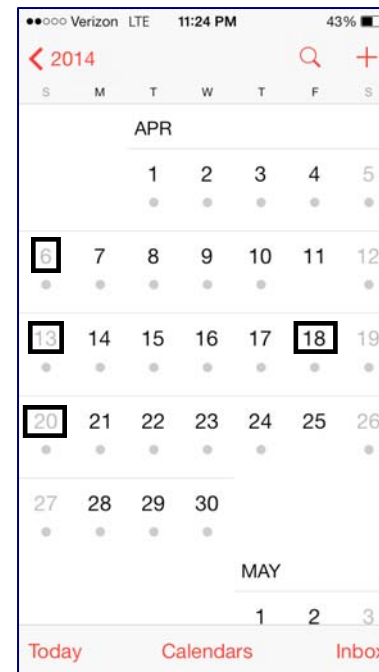 Verizon LTE 11:24 PM 43%
2014
S M T W T F S
APR
1 2 3 4 5
6 7 8 9 10 11 12
13 14 15 16 17 18 19
20 21 22 23 24 25 26
27 28 29 30
MAY
1 2 3
Today Calendars Inbox